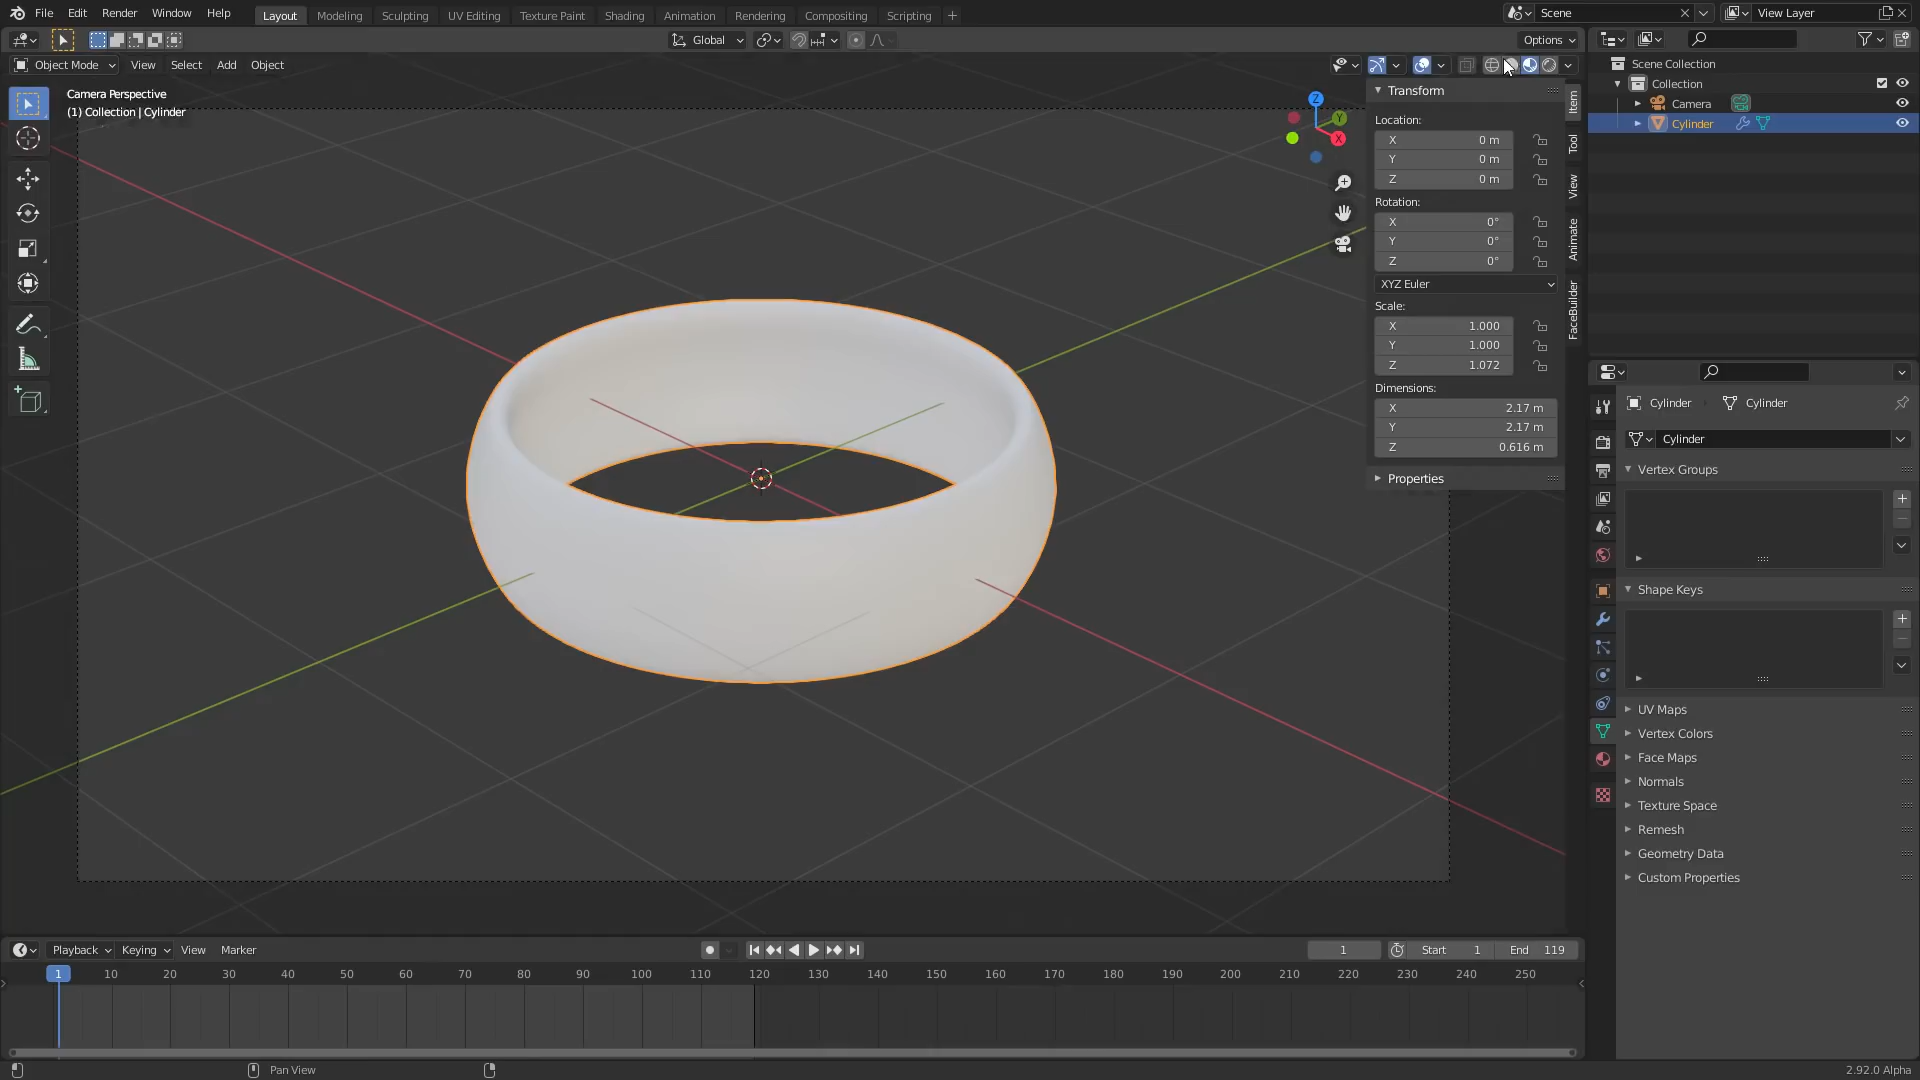 File Edit Render Window Help Layout Modeling Sculpting UV Editing Texture Paint Shading Animation Rendering Compositing Scripting + Scene View Layer
Global Options
Object Mode View Select Add Object
Camera Perspective
(1) Collection | Cylinder
Z
Y
X
Transform
Location:
X 0 m
Y 0 m
Z 0 m
Rotation:
X 0°
Y 0°
Z 0°
XYZ Euler
Scale:
X 1.000
Y 1.000
Z 1.072
Dimensions:
X 2.17 m
Y 2.17 m
Z 0.616 m
Properties
Item
Tool
View
Animate
FaceBuilder
Scene Collection
Collection
Camera
Cylinder
Cylinder Cylinder
Cylinder
Vertex Groups
Shape Keys
UV Maps
Vertex Colors
Face Maps
Normals
Texture Space
Remesh
Geometry Data
Custom Properties
Playback Keying View Marker 1 Start 1 End 119
1 10 20 30 40 50 60 70 80 90 100 110 120 130 140 150 160 170 180 190 200 210 220 230 240 250
Pan View 2.92.0 Alpha